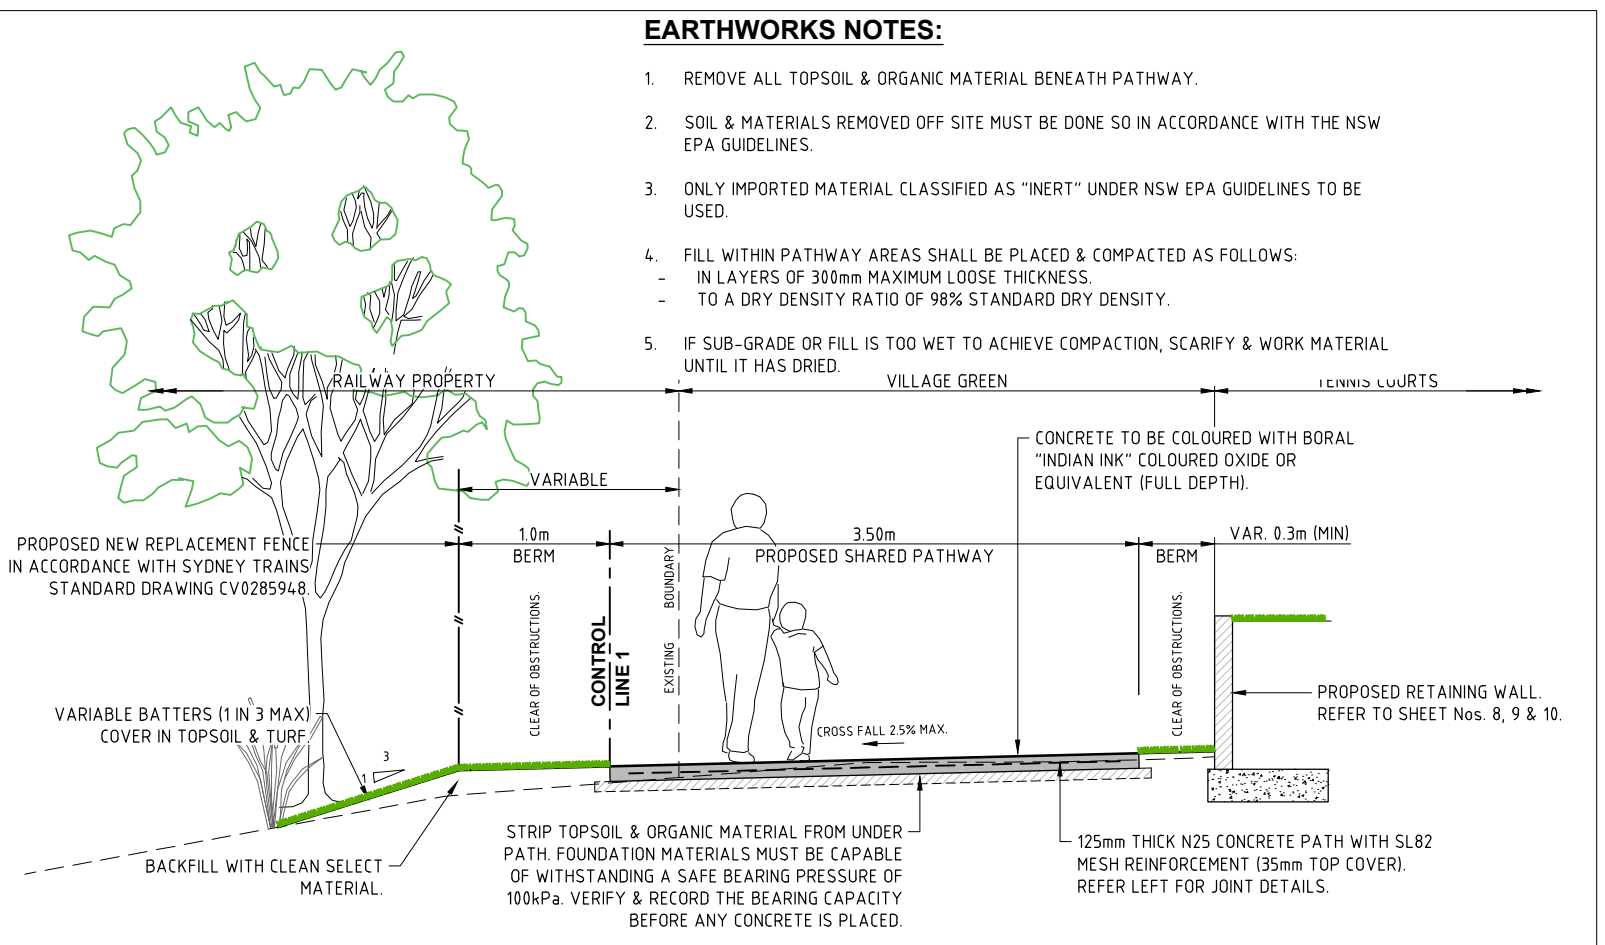 EARTHWORKS NOTES:
1. REMOVE ALL TOPSOIL & ORGANIC MATERIAL BENEATH PATHWAY.
2. SOIL & MATERIALS REMOVED OFF SITE MUST BE DONE SO IN ACCORDANCE WITH THE NSW
EPA GUIDELINES.
3. ONLY IMPORTED MATERIAL CLASSIFIED AS "INERT" UNDER NSW EPA GUIDELINES TO BE
USED.
4. FILL WITHIN PATHWAY AREAS SHALL BE PLACED & COMPACTED AS FOLLOWS:
- IN LAYERS OF 300mm MAXIMUM LOOSE THICKNESS.
- TO A DRY DENSITY RATIO OF 98% STANDARD DRY DENSITY.
5. IF SUB-GRADE OR FILL IS TOO WET TO ACHIEVE COMPACTION, SCARIFY & WORK MATERIAL
UNTIL IT HAS DRIED.
RAILWAY PROPERTY
VILLAGE GREEN
TENNIS COURTS
CONCRETE TO BE COLOURED WITH BORAL
"INDIAN INK" COLOURED OXIDE OR
EQUIVALENT (FULL DEPTH).
VARIABLE
PROPOSED NEW REPLACEMENT FENCE
IN ACCORDANCE WITH SYDNEY TRAINS
STANDARD DRAWING CV0285948.
1.0m
BERM
3.50m
PROPOSED SHARED PATHWAY
BERM
VAR. 0.3m (MIN)
CLEAR OF OBSTRUCTIONS.
CONTROL
LINE 1
EXISTING BOUNDARY
CLEAR OF OBSTRUCTIONS.
PROPOSED RETAINING WALL.
REFER TO SHEET Nos. 8, 9 & 10.
VARIABLE BATTERS (1 IN 3 MAX)
COVER IN TOPSOIL & TURF.
CROSS FALL 2.5% MAX.
3
1
BACKFILL WITH CLEAN SELECT
MATERIAL.
STRIP TOPSOIL & ORGANIC MATERIAL FROM UNDER
PATH. FOUNDATION MATERIALS MUST BE CAPABLE
OF WITHSTANDING A SAFE BEARING PRESSURE OF
100kPa. VERIFY & RECORD THE BEARING CAPACITY
BEFORE ANY CONCRETE IS PLACED.
125mm THICK N25 CONCRETE PATH WITH SL82
MESH REINFORCEMENT (35mm TOP COVER).
REFER LEFT FOR JOINT DETAILS.